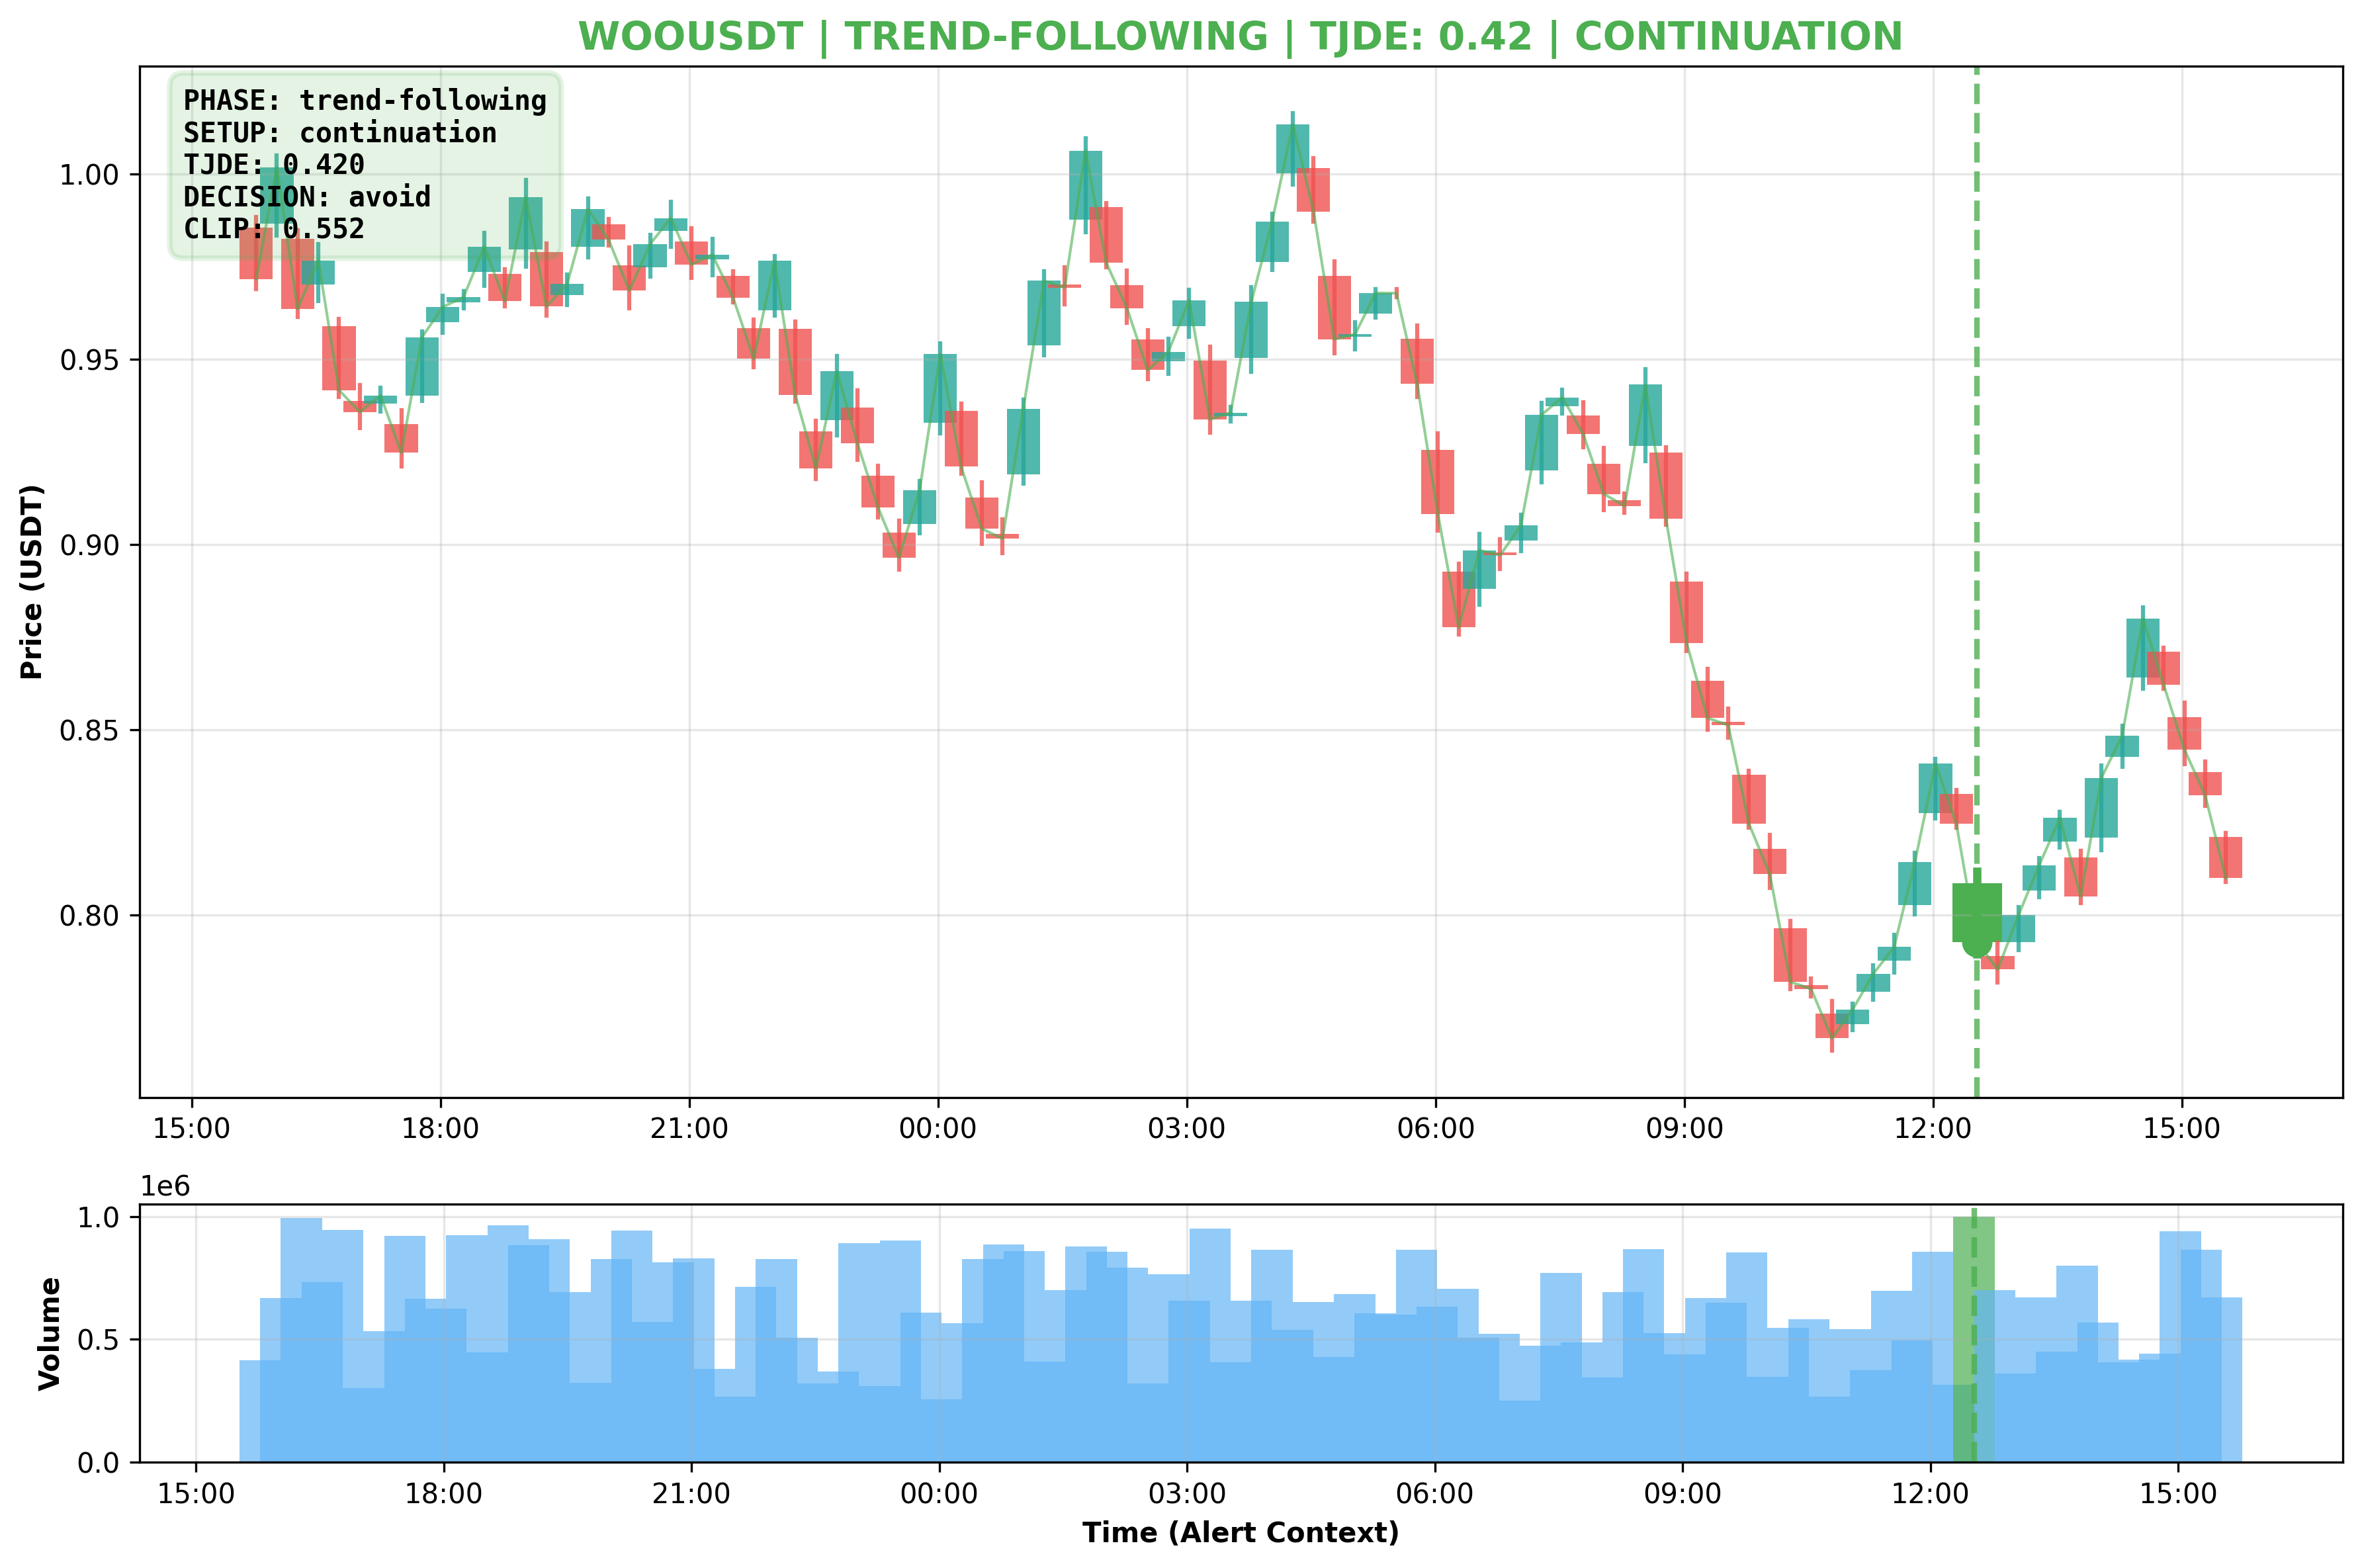 WOOUSDT | TREND-FOLLOWING | TJDE: 0.42 | CONTINUATION
PHASE: trend-following
SETUP: continuation
TJDE: 0.420
DECISION: avoid
CLIP: 0.552
Price (USDT)
1.00
0.95
0.90
0.85
0.80
15:00 18:00 21:00 00:00 03:00 06:00 09:00 12:00 15:00
1e6
Volume
1.0
0.5
0.0
15:00 18:00 21:00 00:00 03:00 06:00 09:00 12:00 15:00
Time (Alert Context)